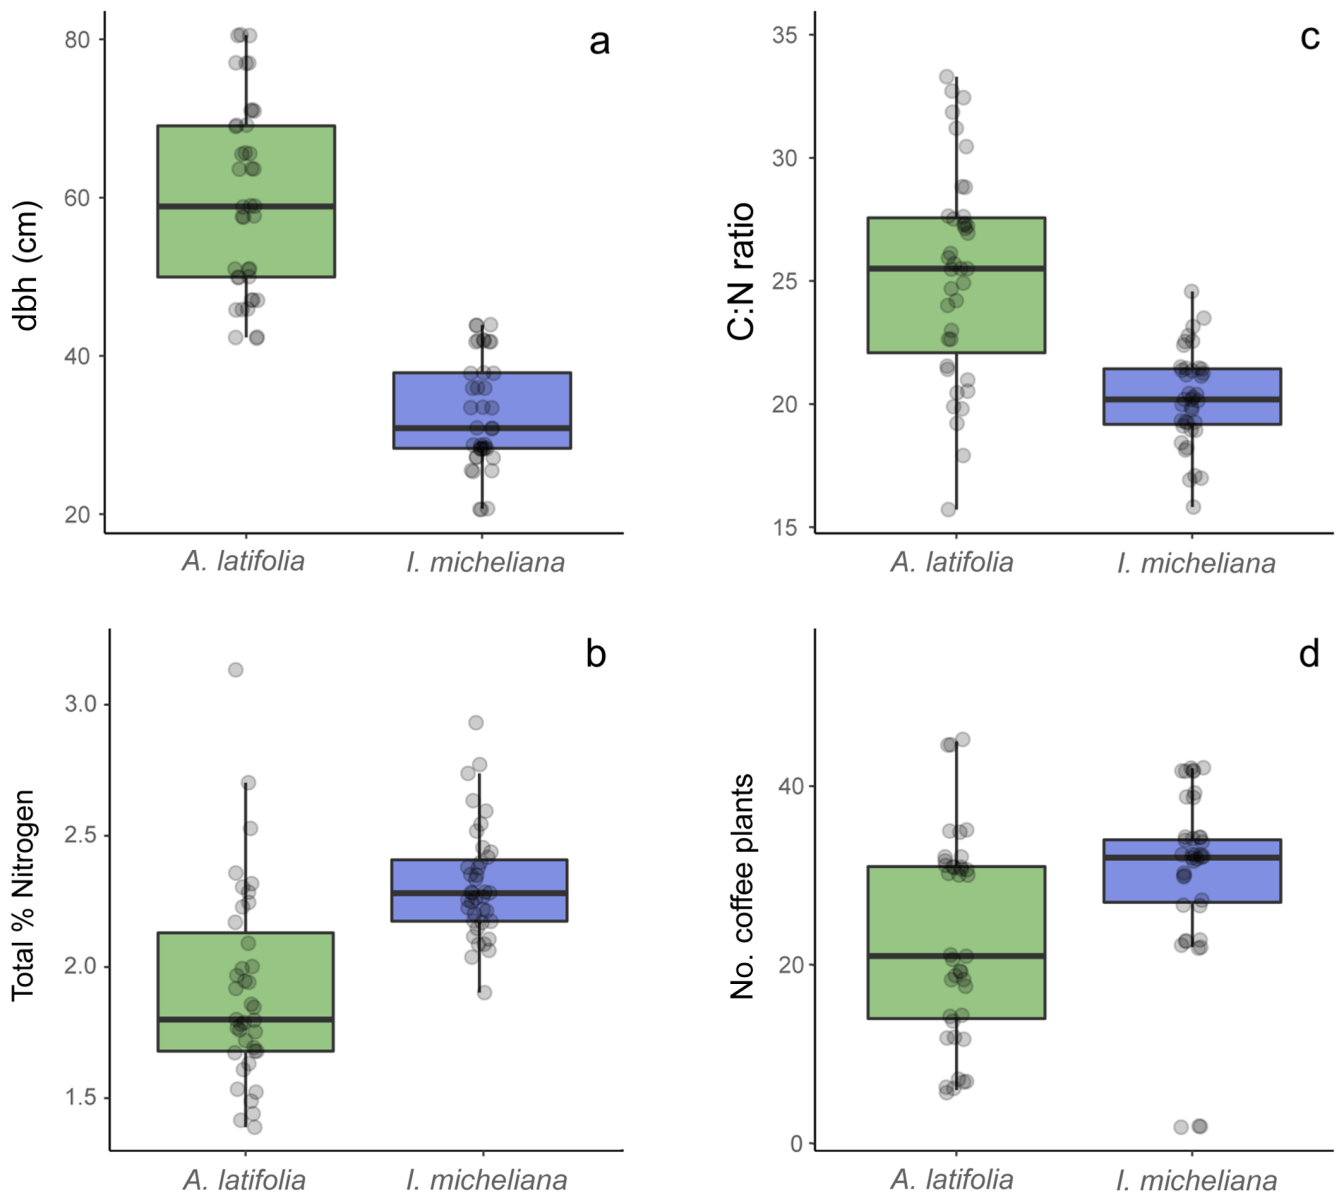 a
dbh (cm)
80
60
40
20
A. latifolia I. micheliana
c
C:N ratio
35
30
25
20
15
A. latifolia I. micheliana
b
Total % Nitrogen
3.0
2.5
2.0
1.5
A. latifolia I. micheliana
d
No. coffee plants
40
20
0
A. latifolia I. micheliana